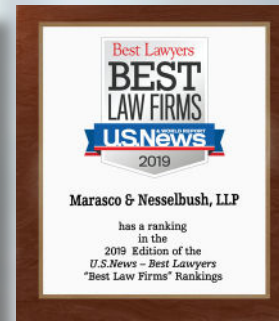 Best Lawyers
BEST
LAW FIRMS
U.S.News
& WORLD REPORT
2019
Marasco & Nesselbush, LLP
has a ranking
in the
2019 Edition of the
U.S.News – Best Lawyers
"Best Law Firms" Rankings